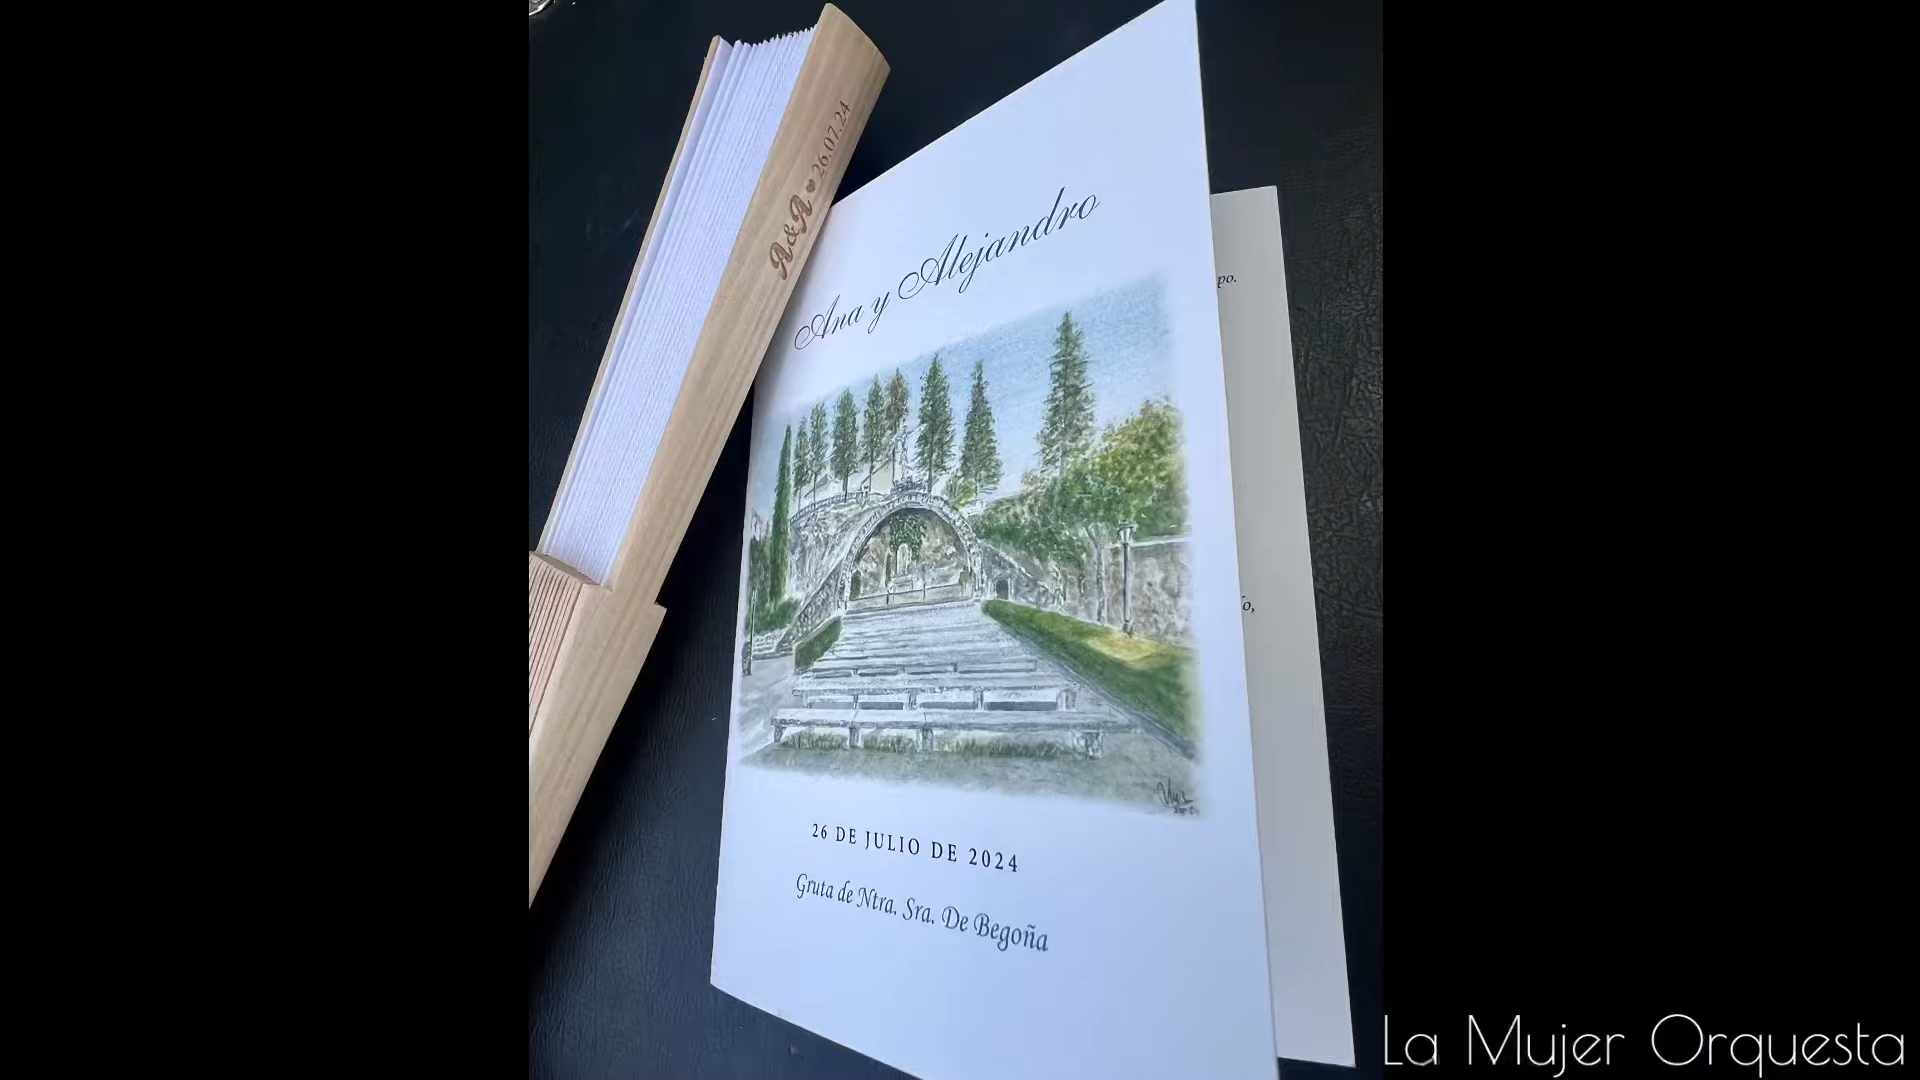 A&A ♥ 26.07.24
Ana y Alejandro
po.
26 DE JULIO DE 2024
Gruta de Ntra. Sra. De Begoña
La Mujer Orquesta